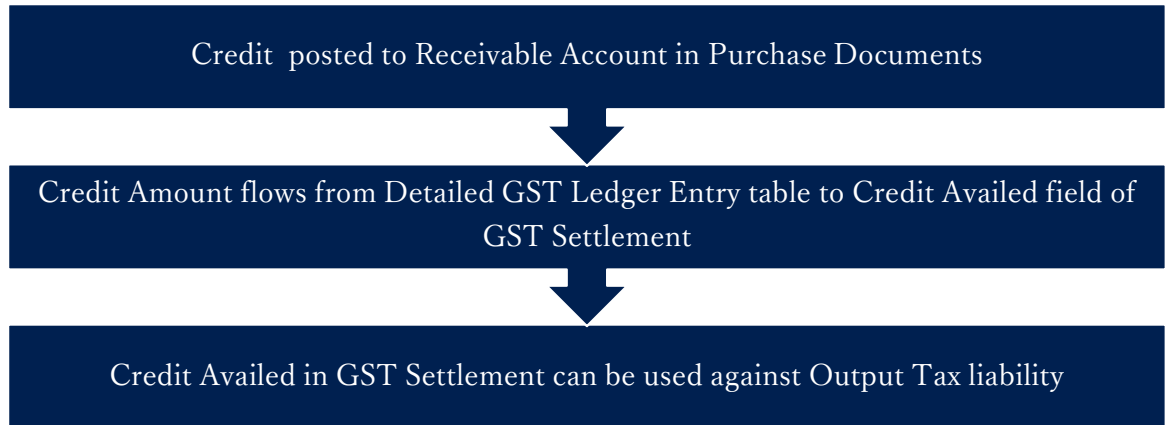 Credit  posted to Receivable Account in Purchase Documents
Credit Amount flows from Detailed GST Ledger Entry table to Credit Availed field of
GST Settlement
Credit Availed in GST Settlement can be used against Output Tax liability